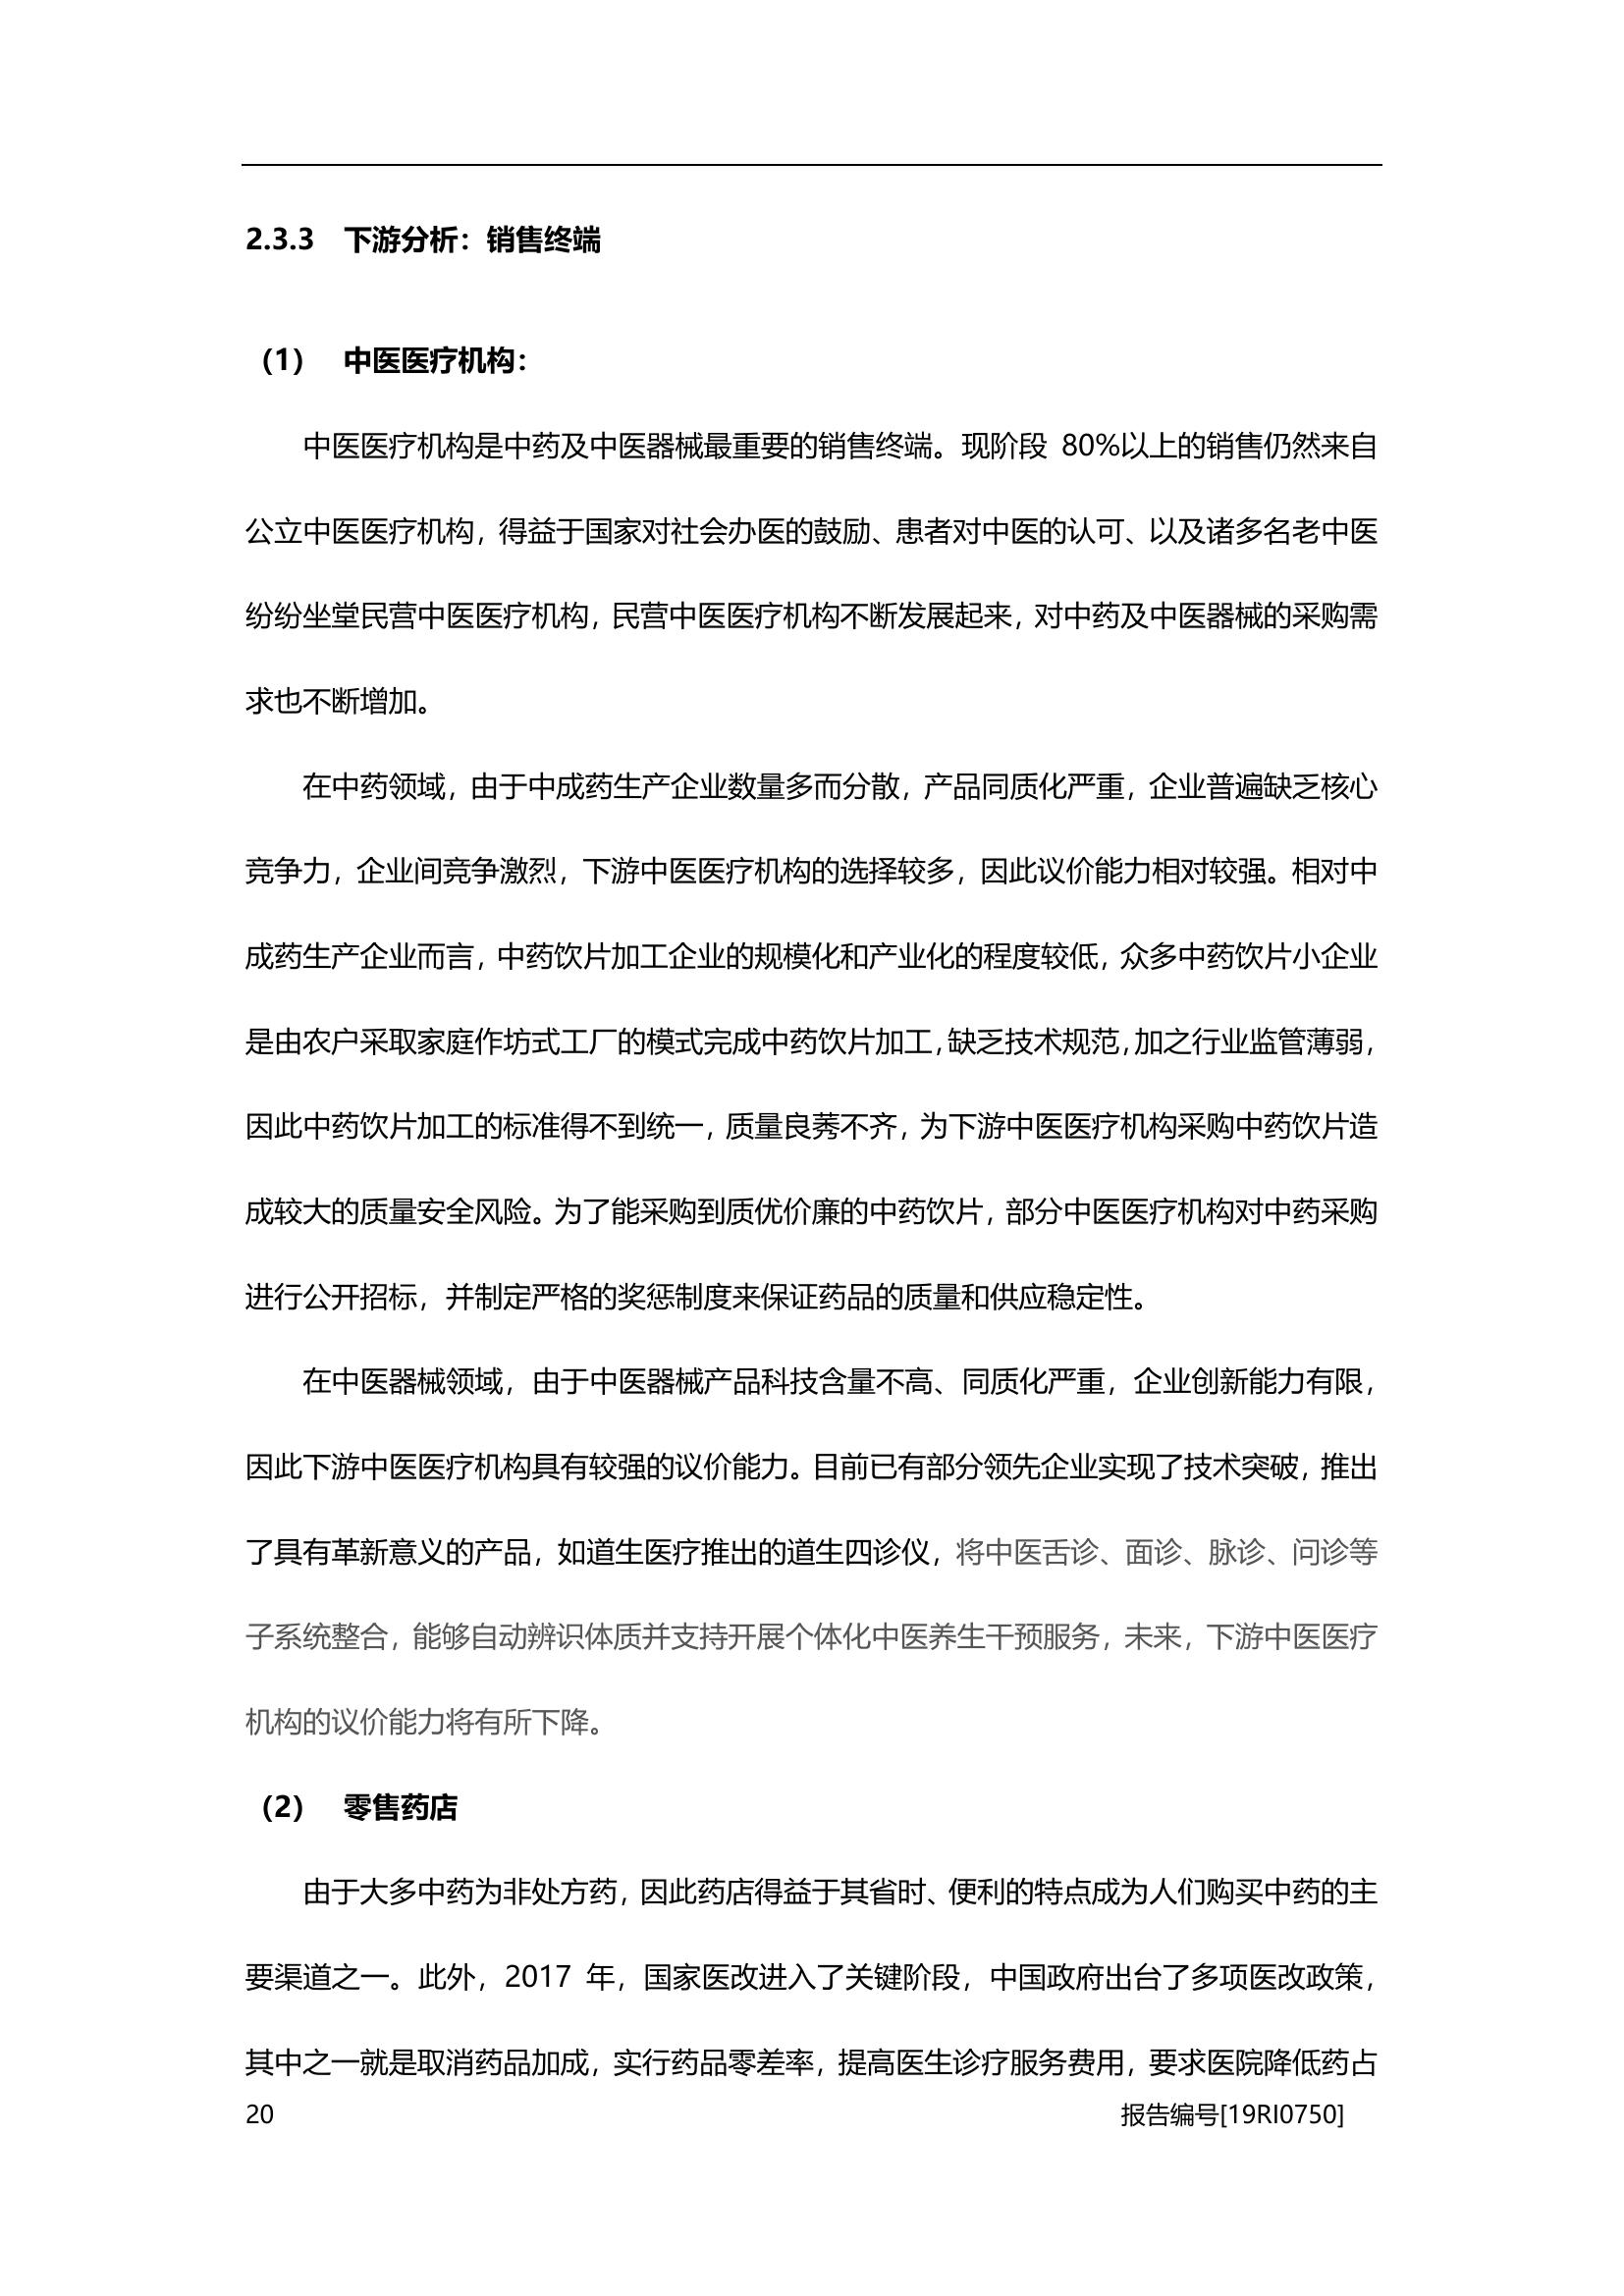 2.3.3 下游分析：销售终端
（1） 中医医疗机构：
中医医疗机构是中药及中医器械最重要的销售终端。现阶段 80%以上的销售仍然来自
公立中医医疗机构，得益于国家对社会办医的鼓励、患者对中医的认可、以及诸多名老中医
纷纷坐堂民营中医医疗机构，民营中医医疗机构不断发展起来，对中药及中医器械的采购需
求也不断增加。
在中药领域，由于中成药生产企业数量多而分散，产品同质化严重，企业普遍缺乏核心
竞争力，企业间竞争激烈，下游中医医疗机构的选择较多，因此议价能力相对较强。相对中
成药生产企业而言，中药饮片加工企业的规模化和产业化的程度较低，众多中药饮片小企业
是由农户采取家庭作坊式工厂的模式完成中药饮片加工，缺乏技术规范，加之行业监管薄弱，
因此中药饮片加工的标准得不到统一，质量良莠不齐，为下游中医医疗机构采购中药饮片造
成较大的质量安全风险。为了能采购到质优价廉的中药饮片，部分中医医疗机构对中药采购
进行公开招标，并制定严格的奖惩制度来保证药品的质量和供应稳定性。
在中医器械领域，由于中医器械产品科技含量不高、同质化严重，企业创新能力有限，
因此下游中医医疗机构具有较强的议价能力。目前已有部分领先企业实现了技术突破，推出
了具有革新意义的产品，如道生医疗推出的道生四诊仪，将中医舌诊、面诊、脉诊、问诊等
子系统整合，能够自动辨识体质并支持开展个体化中医养生干预服务，未来，下游中医医疗
机构的议价能力将有所下降。
（2） 零售药店
由于大多中药为非处方药，因此药店得益于其省时、便利的特点成为人们购买中药的主
要渠道之一。此外，2017 年，国家医改进入了关键阶段，中国政府出台了多项医改政策，
其中之一就是取消药品加成，实行药品零差率，提高医生诊疗服务费用，要求医院降低药占
20 报告编号[19RI0750]